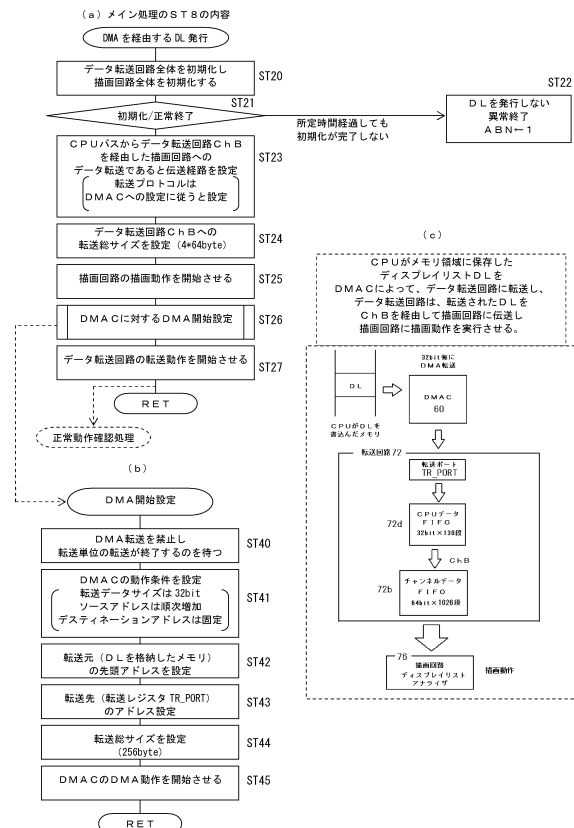 (a) メイン処理のST8の内容
DMAを経由するDL発行
データ転送回路全体を初期化し
描画回路全体を初期化する
ST20
ST21
初期化/正常終了
所定時間経過しても
初期化が完了しない
ST22
DLを発行しない
異常終了
ABN←1
CPUバスからデータ転送回路ChB
を経由した描画回路への
データ転送であると伝送経路を設定
転送プロトコルは
DMACへの設定に従うと設定
ST23
データ転送回路ChBへの
転送総サイズを設定 (4*64byte)
ST24
描画回路の描画動作を開始させる
ST25
DMACに対するDMA開始設定
ST26
データ転送回路の転送動作を開始させる
ST27
RET
正常動作確認処理
(b)
DMA開始設定
DMA転送を禁止し
転送単位の転送が終了するのを待つ
ST40
DMACの動作条件を設定
転送データサイズは32bit
ソースアドレスは順次増加
デスティネーションアドレスは固定
ST41
転送元（DLを格納したメモリ）
の先頭アドレスを設定
ST42
転送先（転送レジスタTR_PORT）
のアドレス設定
ST43
転送総サイズを設定
(256byte)
ST44
DMACのDMA動作を開始させる
ST45
RET
(c)
CPUがメモリ領域に保存した
ディスプレイリストDLを
DMACによって、データ転送回路に転送し、
データ転送回路は、転送されたDLを
ChBを経由して描画回路に伝送し
描画回路に描画動作を実行させる。
32bit毎に
DMA転送
DL
DMAC
60
CPUがDLを
書込んだメモリ
転送回路 72
転送ポート
TR_PORT
72d
CPUデータ
FIFO
32bit×130段
ChB
72b
チャンネルデータ
FIFO
64bit×1026段
76
描画回路
ディスプレイリスト
アナライザ
描画動作